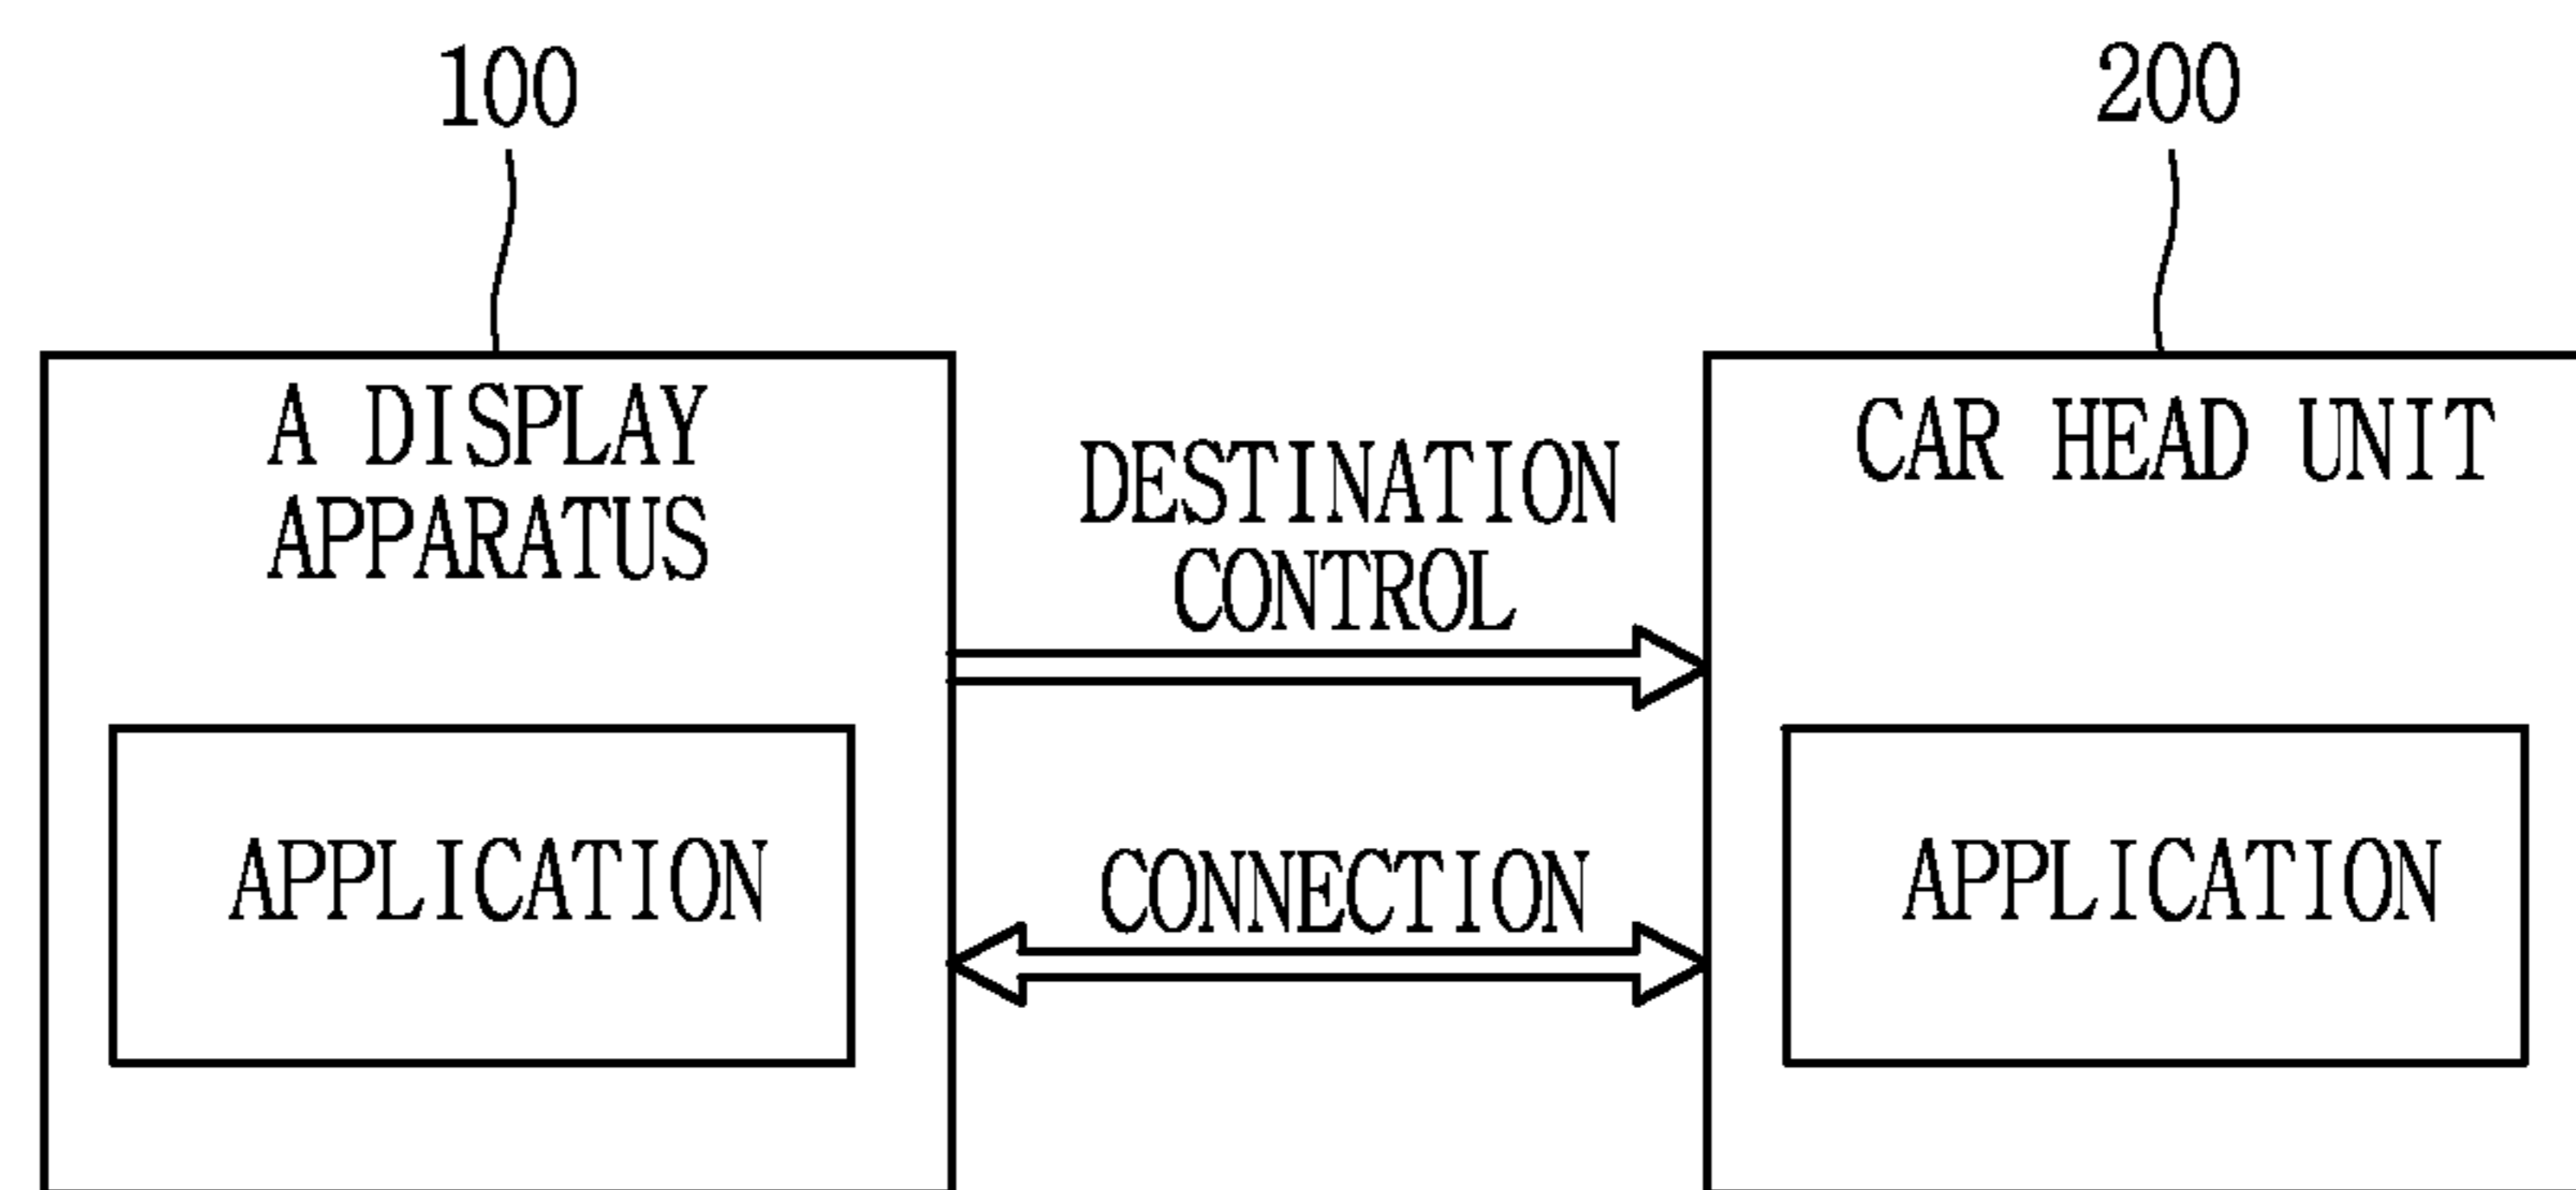 100
200
A DISPLAY
APPARATUS
CAR HEAD UNIT
DESTINATION
CONTROL
APPLICATION
CONNECTION
APPLICATION